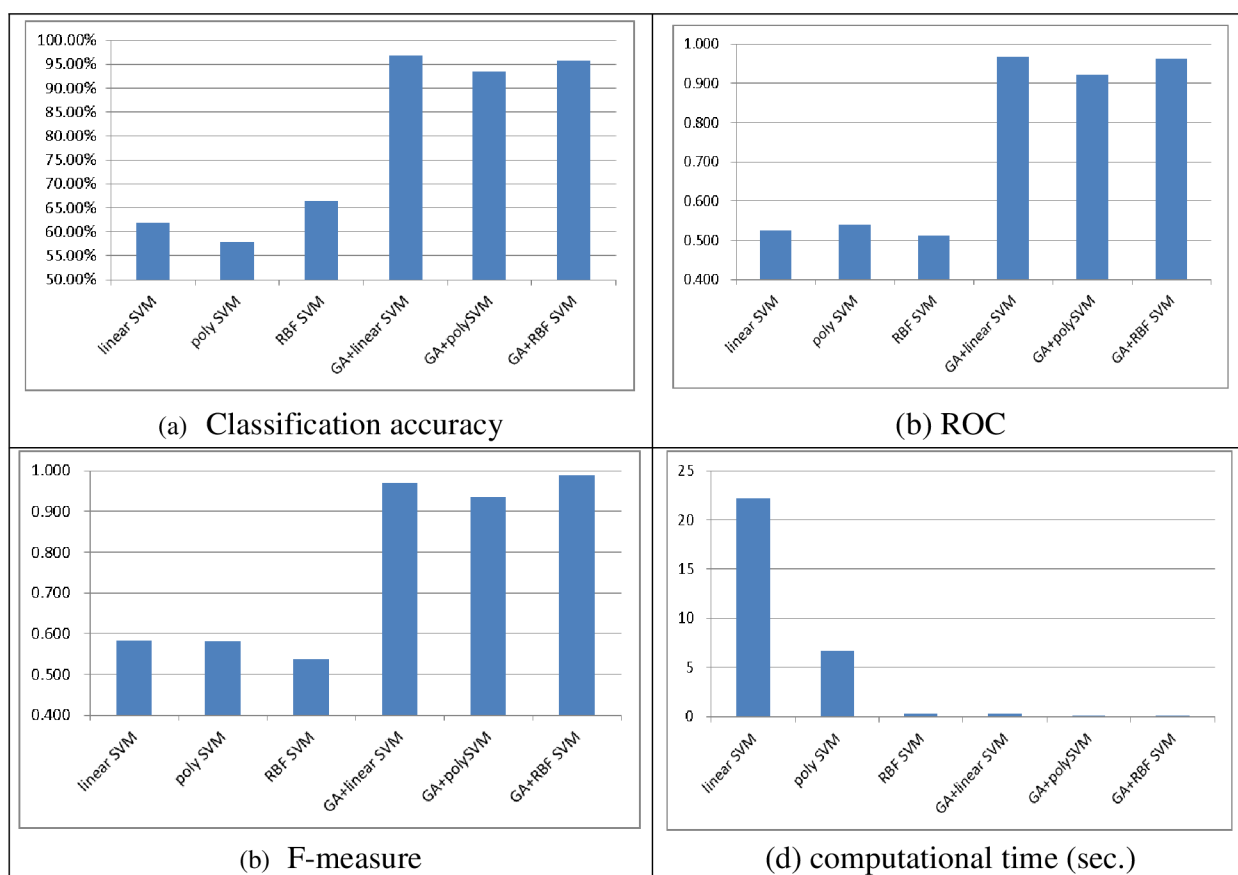 100.00%
95.00%
90.00%
85.00%
80.00%
75.00%
70.00%
65.00%
60.00%
55.00%
50.00%
linear SVM
poly SVM
RBF SVM
GA+linear SVM
GA+polySVM
GA+RBF SVM
(a) Classification accuracy
1.000
0.900
0.800
0.700
0.600
0.500
0.400
linear SVM
poly SVM
RBF SVM
GA+linear SVM
GA+polySVM
GA+RBF SVM
(b) ROC
1.000
0.900
0.800
0.700
0.600
0.500
0.400
linear SVM
poly SVM
RBF SVM
GA+linear SVM
GA+polySVM
GA+RBF SVM
(b) F-measure
25
20
15
10
5
0
linear SVM
poly SVM
RBF SVM
GA+linear SVM
GA+polySVM
GA+RBF SVM
(d) computational time (sec.)